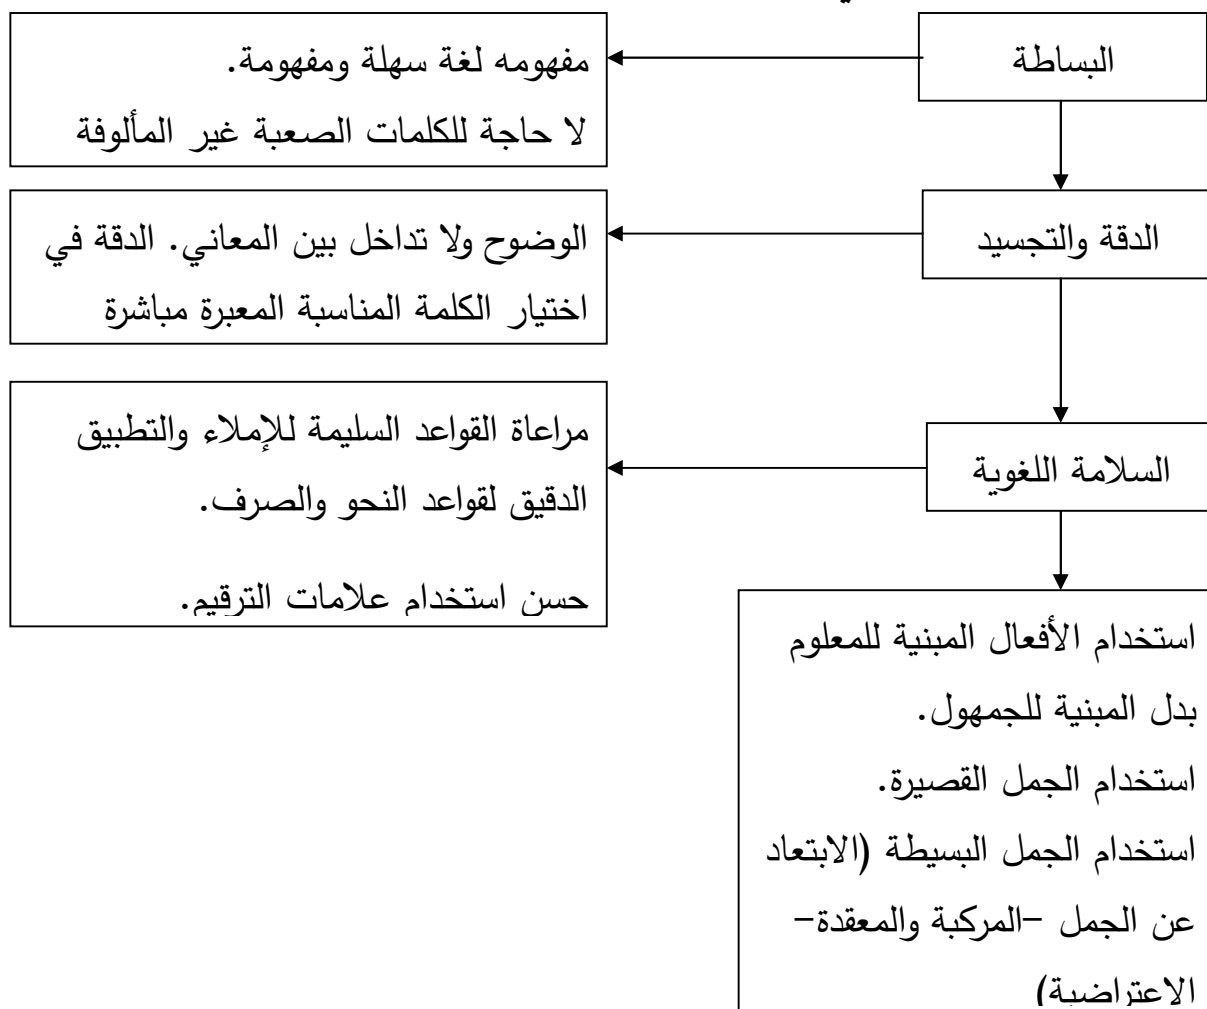 البساطة
مفهومه لغة سهلة ومفهومة.
لا حاجة للكلمات الصعبة غير المألوفة
الدقة والتجسيد
الوضوح ولا تداخل بين المعاني. الدقة في
اختيار الكلمة المناسبة المعبرة مباشرة
السلامة اللغوية
مراعاة القواعد السليمة للإملاء والتطبيق
الدقيق لقواعد النحو والصرف.
حسن استخدام علامات الترقيم.
استخدام الأفعال المبنية للمعلوم
بدل المبنية للجمهول.
استخدام الجمل القصيرة.
استخدام الجمل البسيطة (الابتعاد
عن الجمل –المركبة والمعقدة–
الاعتراضية)